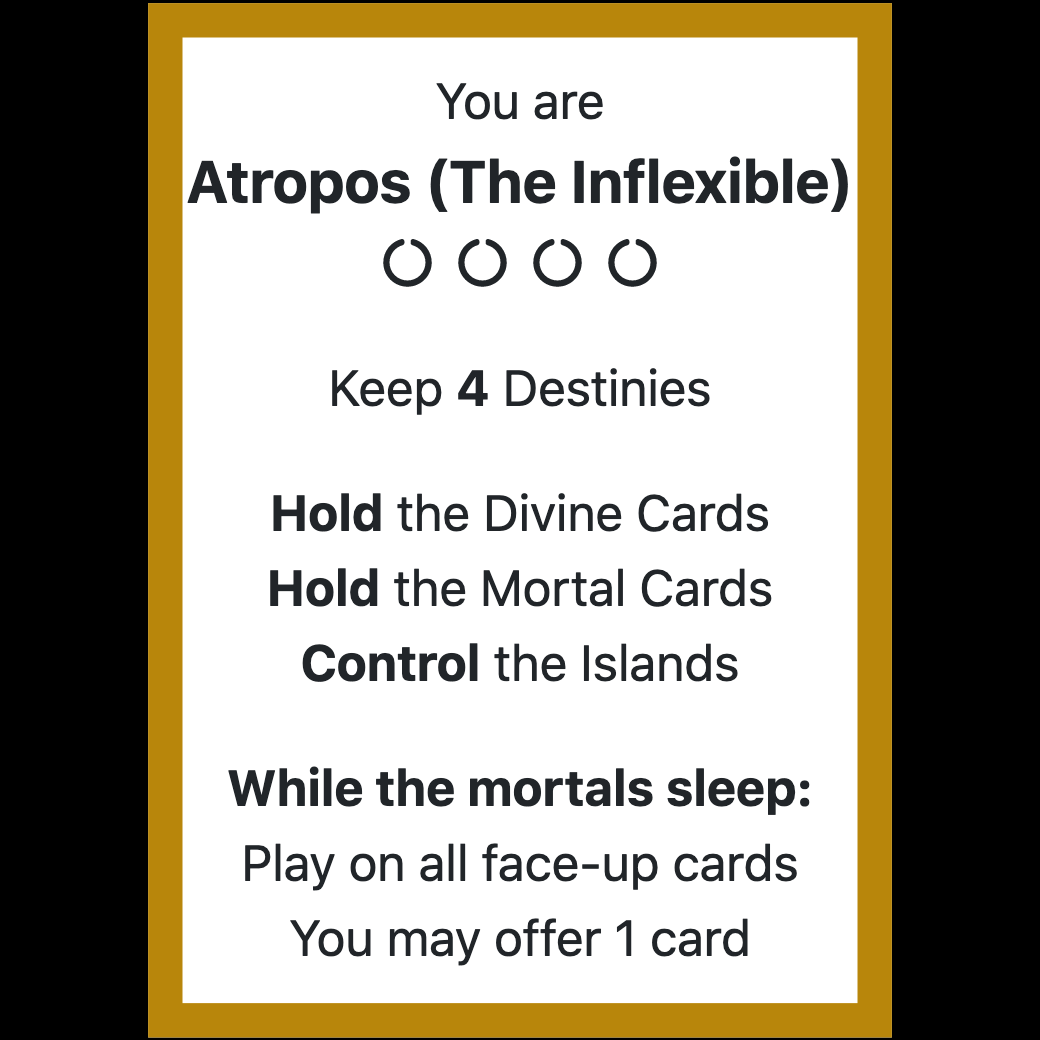 You are
Atropos (The Inflexible)
Keep 4 Destinies
Hold the Divine Cards
Hold the Mortal Cards
Control the Islands
While the mortals sleep:
Play on all face-up cards
You may offer 1 card